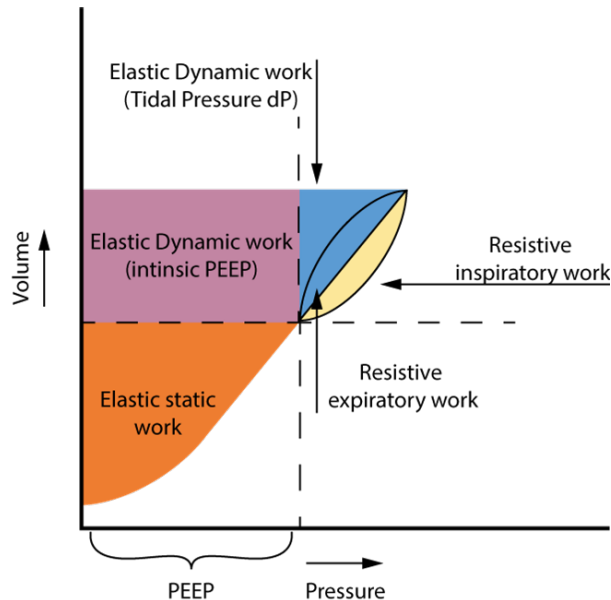 Elastic Dynamic work
(Tidal Pressure dP)
Elastic Dynamic work
(intrinsic PEEP)
Volume
Resistive
inspiratory work
Elastic static
work
Resistive
expiratory work
PEEP
Pressure